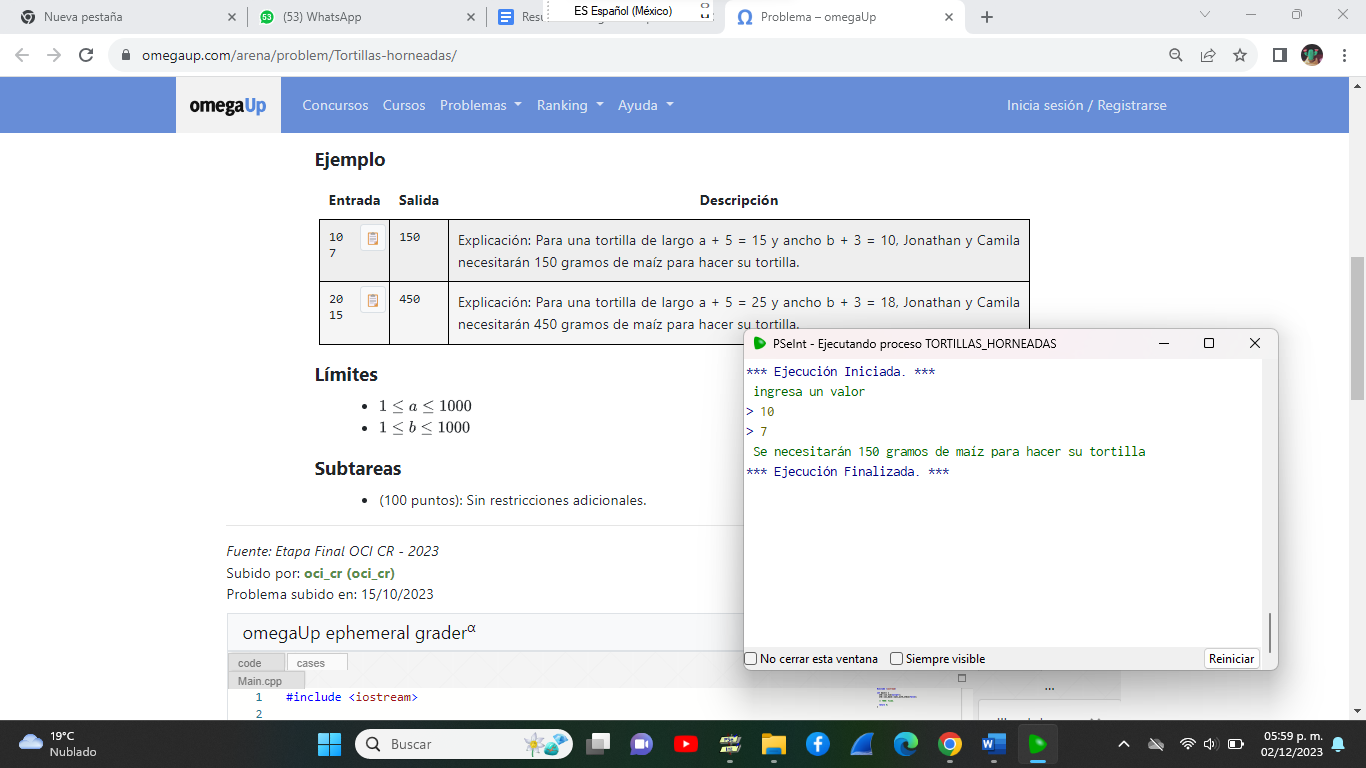 Nueva pestaña
(53) WhatsApp
ES Español (México)
Problema – omegaUp
omegaup.com/arena/problem/Tortillas-horneadas/
omegaUp
Concursos
Cursos
Problemas
Ranking
Ayuda
Inicia sesión / Registrarse
Ejemplo
Entrada Salida Descripción
10
7
150
Explicación: Para una tortilla de largo a + 5 = 15 y ancho b + 3 = 10, Jonathan y Camila
necesitarán 150 gramos de maíz para hacer su tortilla.
20
15
450
Explicación: Para una tortilla de largo a + 5 = 25 y ancho b + 3 = 18, Jonathan y Camila
necesitarán 450 gramos de maíz para hacer su tortilla.
Límites
1 ≤ a ≤ 1000
1 ≤ b ≤ 1000
Subtareas
(100 puntos): Sin restricciones adicionales.
Fuente: Etapa Final OCI CR - 2023
Subido por: oci_cr (oci_cr)
Problema subido en: 15/10/2023
omegaUp ephemeral graderα
code
cases
Main.cpp
1 #include <iostream>
2
PSeInt - Ejecutando proceso TORTILLAS_HORNEADAS
*** Ejecución Iniciada. ***
ingresa un valor
> 10
> 7
Se necesitarán 150 gramos de maíz para hacer su tortilla
*** Ejecución Finalizada. ***
No cerrar esta ventana
Siempre visible
Reiniciar
19°C
Nublado
Buscar
05:59 p. m.
02/12/2023